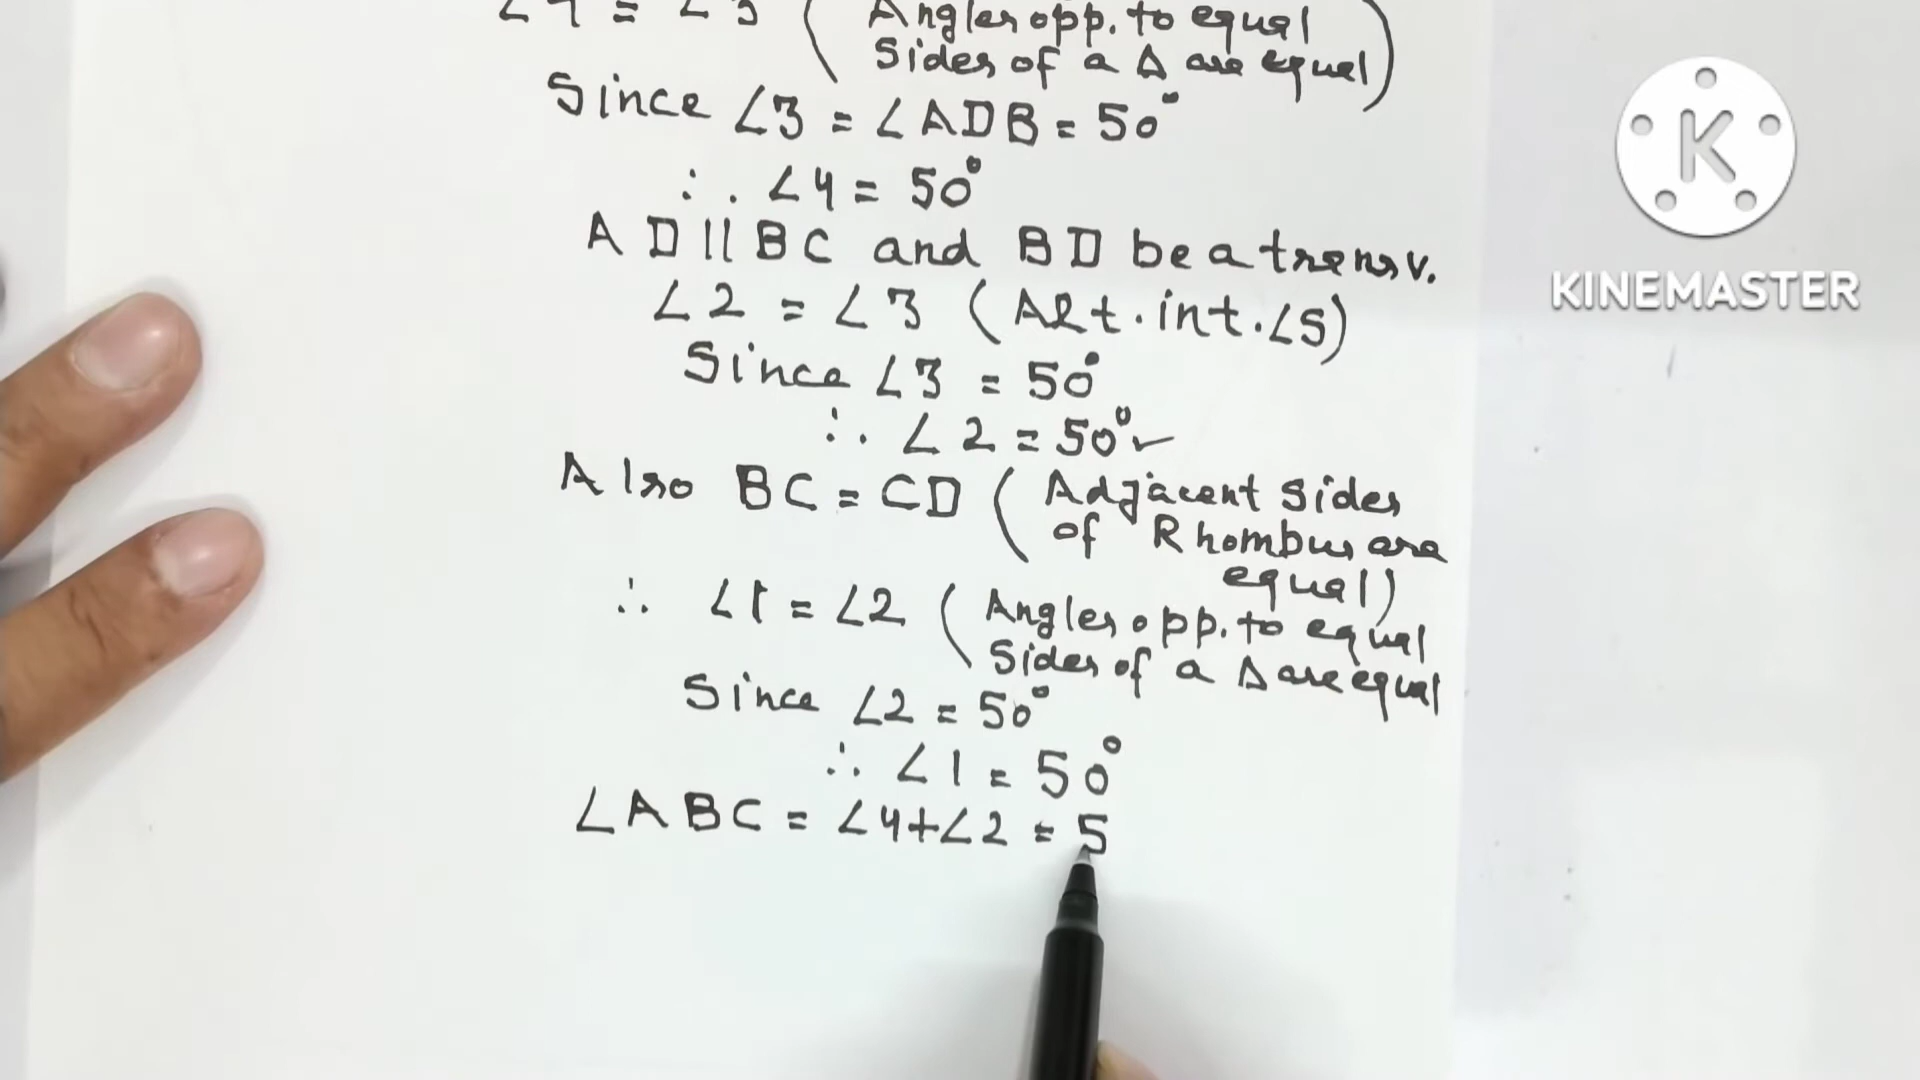 ∠4 = ∠3 ( Angles opp. to equal
Sides of a Δ are equal)
Since ∠3 = ∠ADB = 50°
∴ ∠4 = 50°
AD||BC and BD be a transv.
∠2 = ∠3 (Alt. int. ∠s)
Since ∠3 = 50°
∴ ∠2 = 50° ✓
Also BC = CD ( Adjacent Sides
of Rhombus are
equal)
∴ ∠1 = ∠2 ( Angles opp. to equal
Sides of a Δ are equal
Since ∠2 = 50°
∴ ∠1 = 50°
∠ABC = ∠4+∠2 = 5
K
KINEMASTER